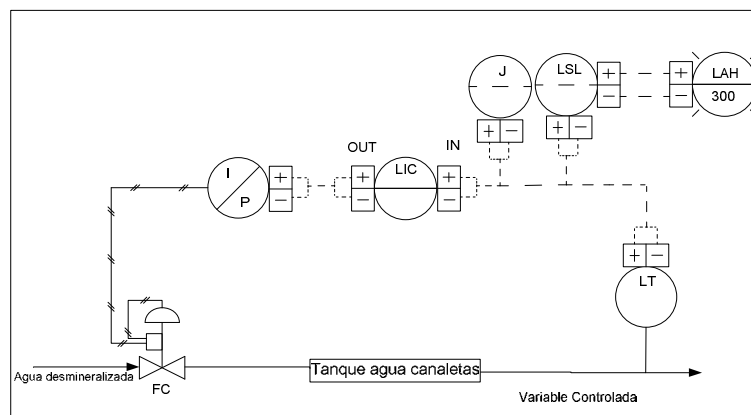 J
LSL
+
−
LAH
300
+
−
+ −
+ −
OUT
IN
I
P
+
−
+
−
LIC
+
−
+ −
LT
Agua desmineralizada
FC
Tanque agua canaletas
Variable Controlada